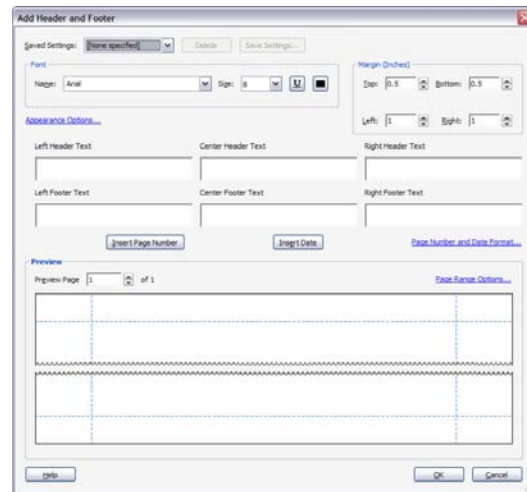 Add Header and Footer
Saved Settings: [None specified] Delete Save Settings...
Font
Name: Arial Size: 8 U
Margin (Inches)
Top: 0.5 Bottom: 0.5
Left: 1 Right: 1
Appearance Options...
Left Header Text Center Header Text Right Header Text
Left Footer Text Center Footer Text Right Footer Text
Insert Page Number Insert Date Page Number and Date Format...
Preview
Preview Page 1 of 1 Page Range Options...
Help OK Cancel